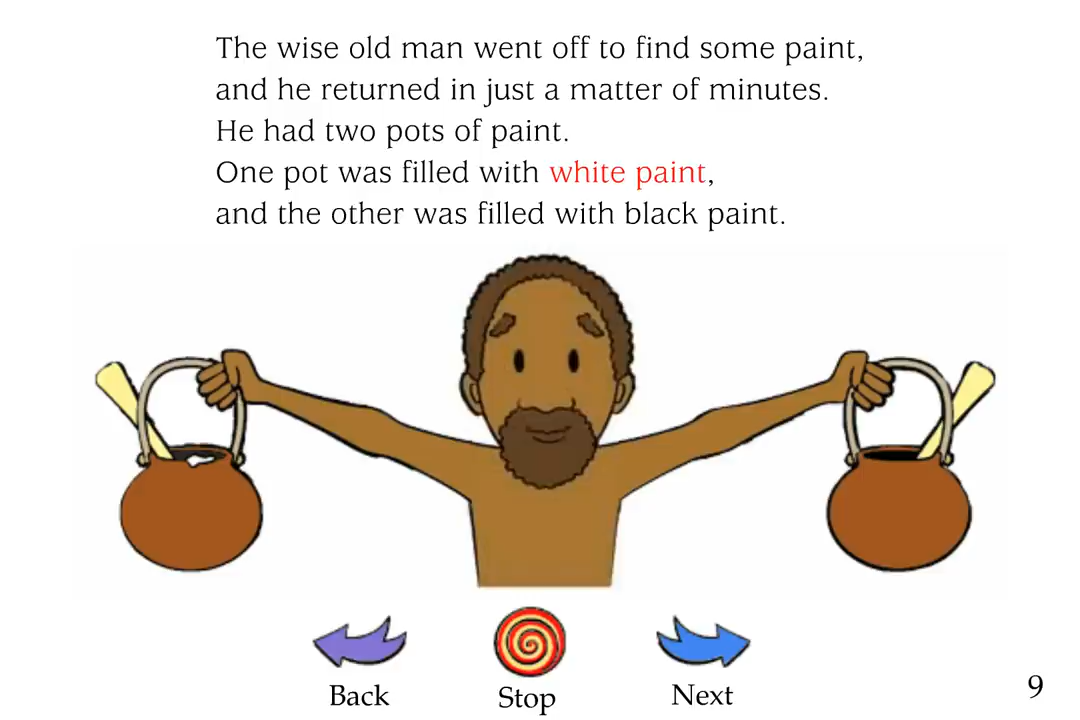 The wise old man went off to find some paint,
and he returned in just a matter of minutes.
He had two pots of paint.
One pot was filled with white paint,
and the other was filled with black paint.
Back
Stop
Next
9